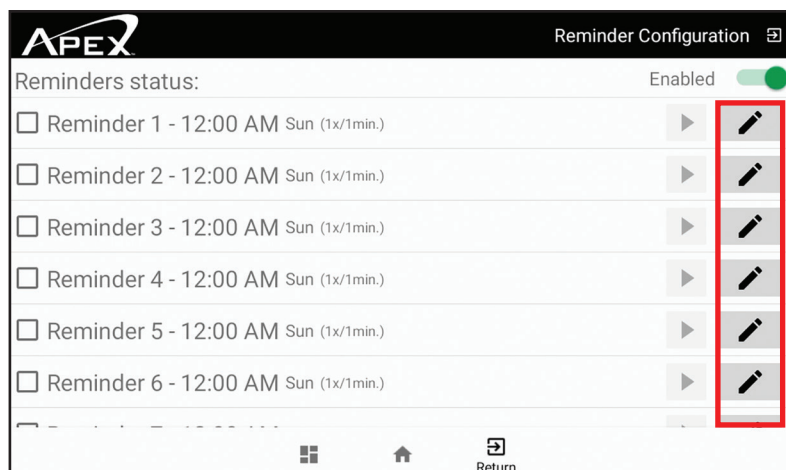 APEX
Reminder Configuration
Reminders status:
Enabled
Reminder 1 - 12:00 AM Sun (1x/1min.)
Reminder 2 - 12:00 AM Sun (1x/1min.)
Reminder 3 - 12:00 AM Sun (1x/1min.)
Reminder 4 - 12:00 AM Sun (1x/1min.)
Reminder 5 - 12:00 AM Sun (1x/1min.)
Reminder 6 - 12:00 AM Sun (1x/1min.)
Return